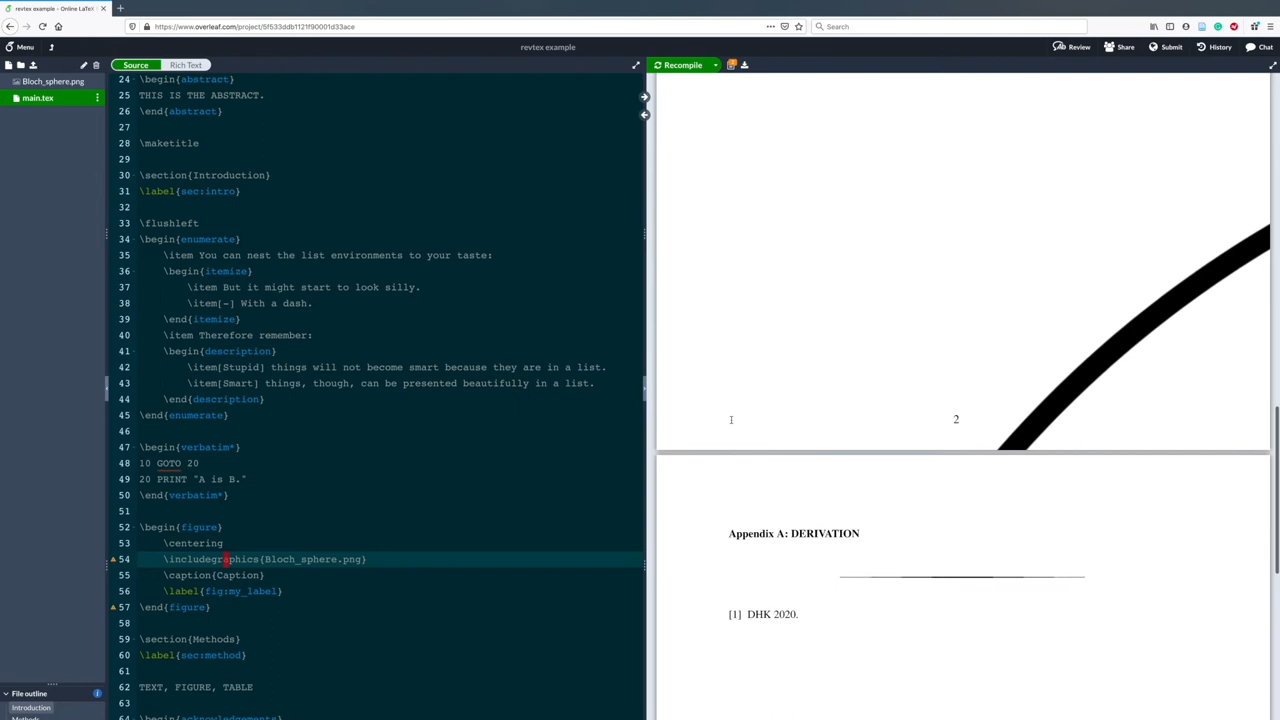 revtex example - Online LaTeX
https://www.overleaf.com/project/5f533ddb1121f90001d33ace
Search
Menu
revtex example
Review
Share
Submit
History
Chat
Source
Rich Text
Recompile
Bloch_sphere.png
main.tex
24 \begin{abstract}
25 THIS IS THE ABSTRACT.
26 \end{abstract}
27
28 \maketitle
29
30 \section{Introduction}
31 \label{sec:intro}
32
33 \flushleft
34 \begin{enumerate}
35 \item You can nest the list environments to your taste:
36 \begin{itemize}
37 \item But it might start to look silly.
38 \item[-] With a dash.
39 \end{itemize}
40 \item Therefore remember:
41 \begin{description}
42 \item[Stupid] things will not become smart because they are in a list.
43 \item[Smart] things, though, can be presented beautifully in a list.
44 \end{description}
45 \end{enumerate}
46
47 \begin{verbatim*}
48 10 GOTO 20
49 20 PRINT "A is B."
50 \end{verbatim*}
51
52 \begin{figure}
53 \centering
54 \includegraphics{Bloch_sphere.png}
55 \caption{Caption}
56 \label{fig:my_label}
57 \end{figure}
58
59 \section{Methods}
60 \label{sec:method}
61
62 TEXT, FIGURE, TABLE
63
64 \begin{acknowledgements}
File outline
Introduction
Methods
2
Appendix A: DERIVATION
[1] DHK 2020.